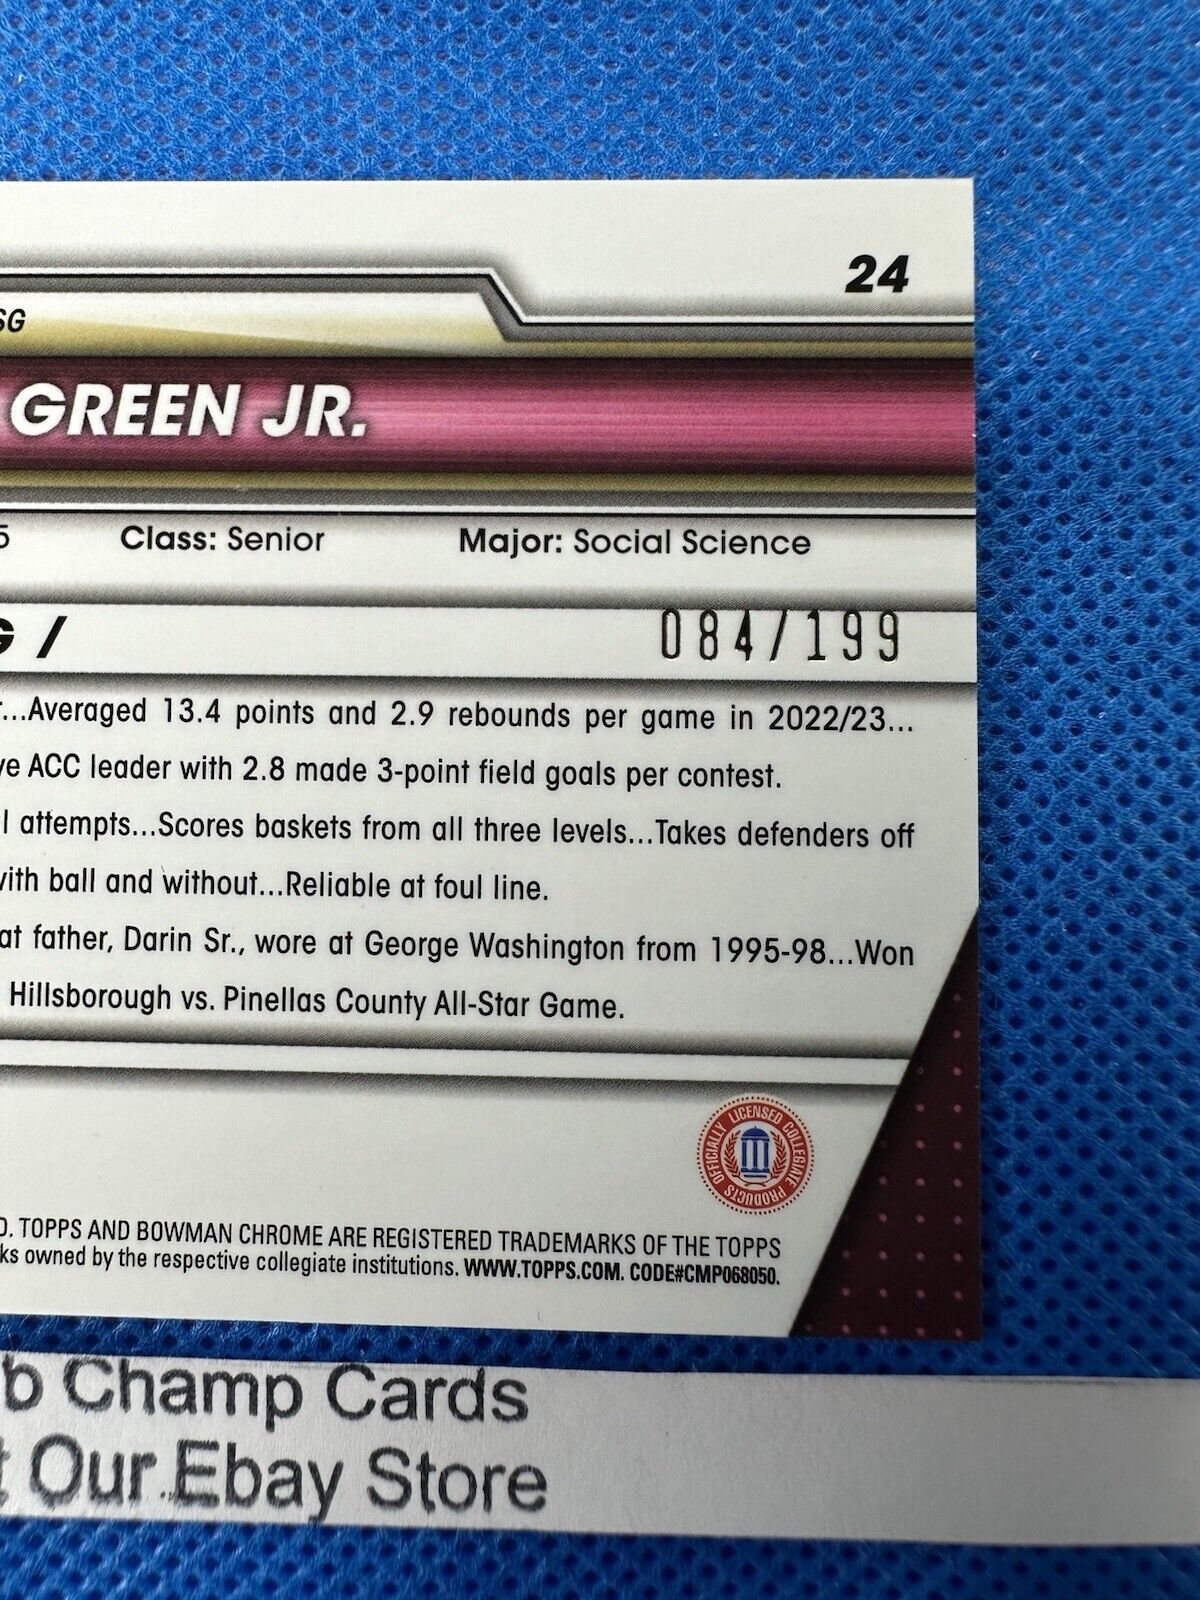 24
SG
GREEN JR.
5 Class: Senior Major: Social Science
G / 084/199
...Averaged 13.4 points and 2.9 rebounds per game in 2022/23...
ve ACC leader with 2.8 made 3-point field goals per contest.
l attempts...Scores baskets from all three levels...Takes defenders off
with ball and without...Reliable at foul line.
at father, Darin Sr., wore at George Washington from 1995-98...Won
Hillsborough vs. Pinellas County All-Star Game.
OFFICIALLY LICENSED COLLEGIATE PRODUCTS
O. TOPPS AND BOWMAN CHROME ARE REGISTERED TRADEMARKS OF THE TOPPS
ks owned by the respective collegiate institutions. WWW.TOPPS.COM. CODE#CMP068050.
b Champ Cards
t Our Ebay Store